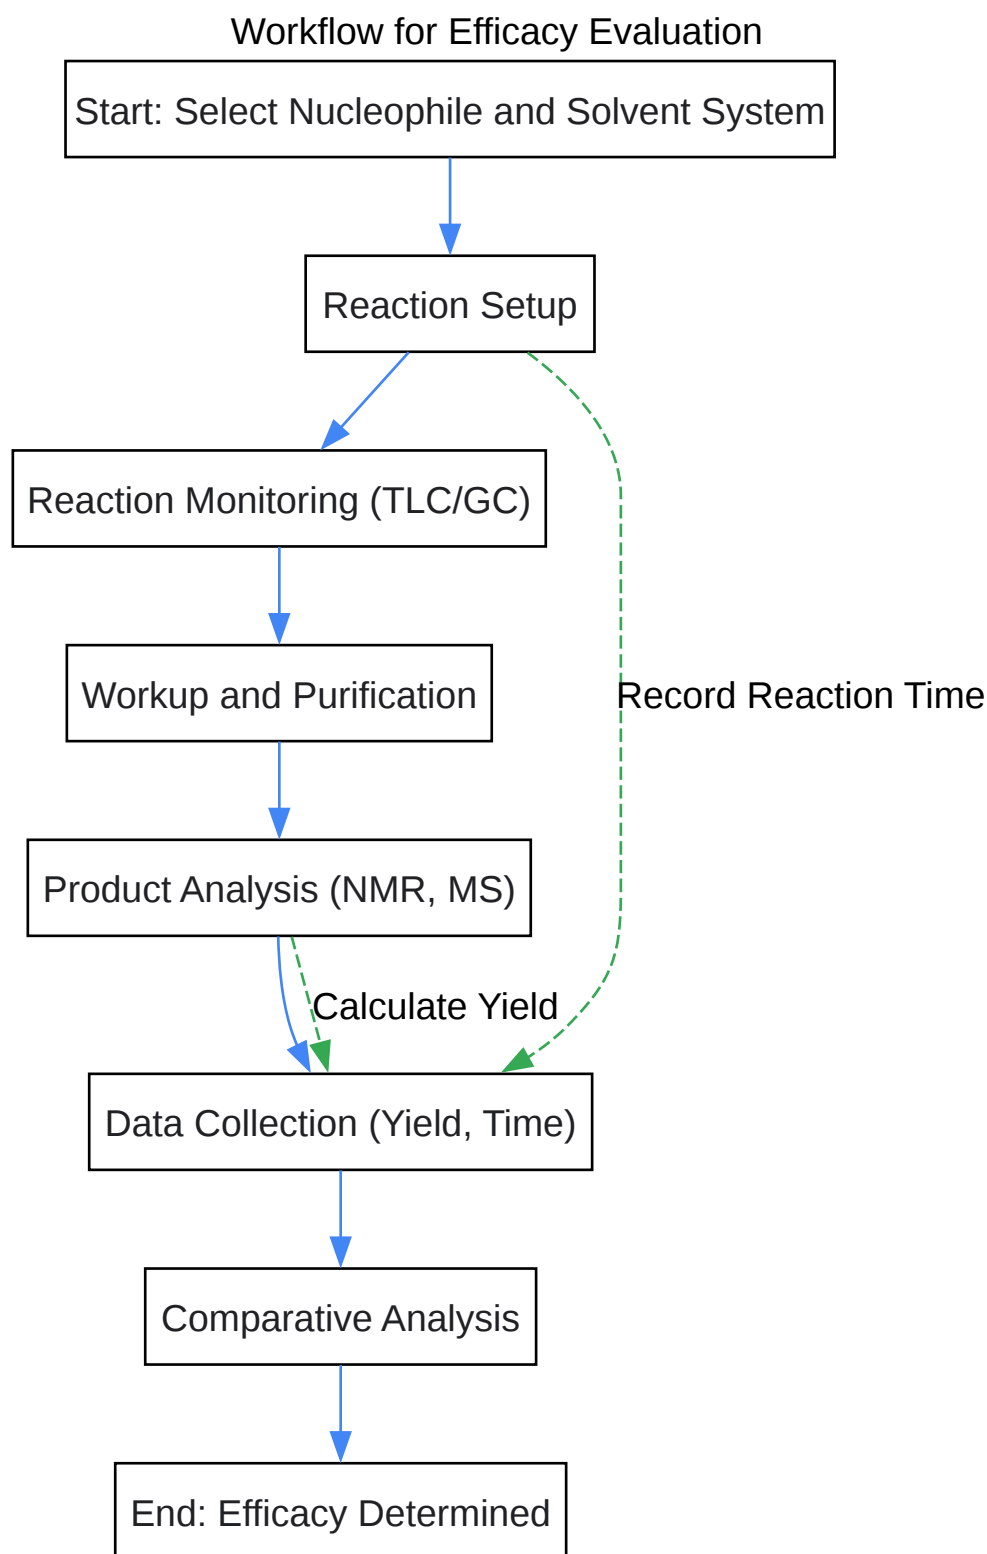 Workflow for Efficacy Evaluation
Start: Select Nucleophile and Solvent System
Reaction Setup
Reaction Monitoring (TLC/GC)
Workup and Purification
Record Reaction Time
Product Analysis (NMR, MS)
Calculate Yield
Data Collection (Yield, Time)
Comparative Analysis
End: Efficacy Determined